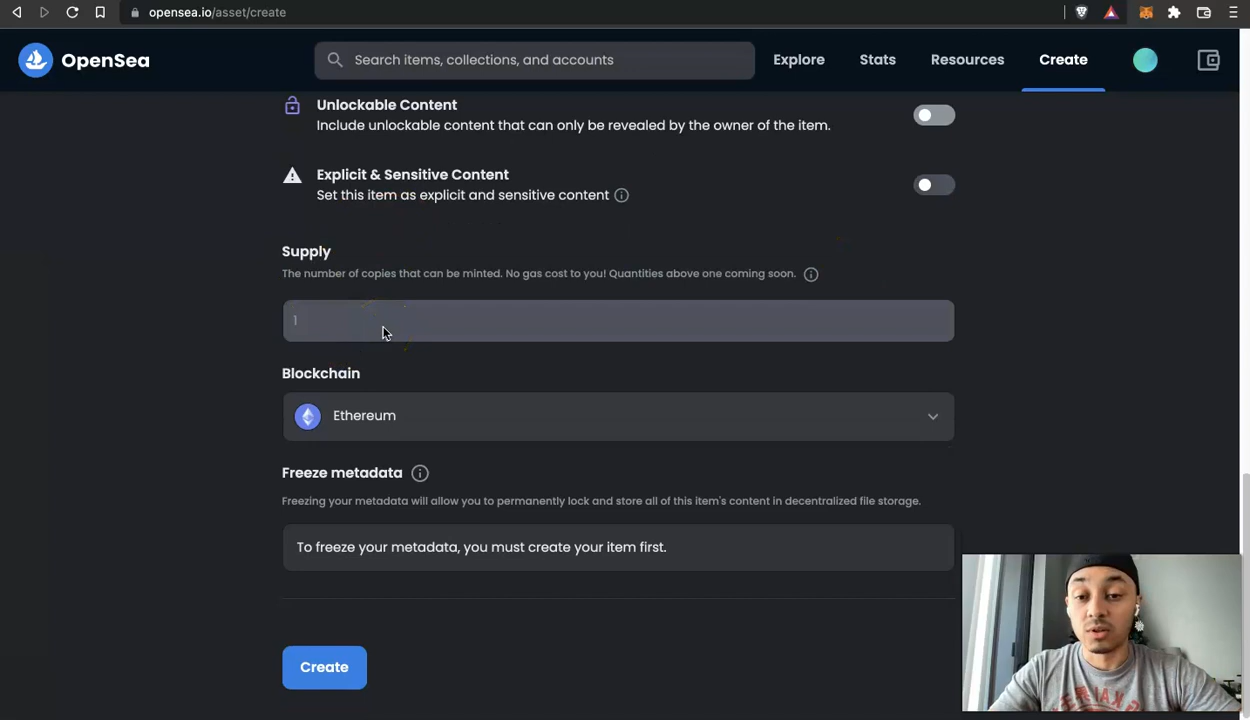 opensea.io/asset/create
OpenSea
Search items, collections, and accounts
Explore
Stats
Resources
Create
Unlockable Content
Include unlockable content that can only be revealed by the owner of the item.
Explicit & Sensitive Content
Set this item as explicit and sensitive content
Supply
The number of copies that can be minted. No gas cost to you! Quantities above one coming soon.
1
Blockchain
Ethereum
Freeze metadata
Freezing your metadata will allow you to permanently lock and store all of this item's content in decentralized file storage.
To freeze your metadata, you must create your item first.
Create